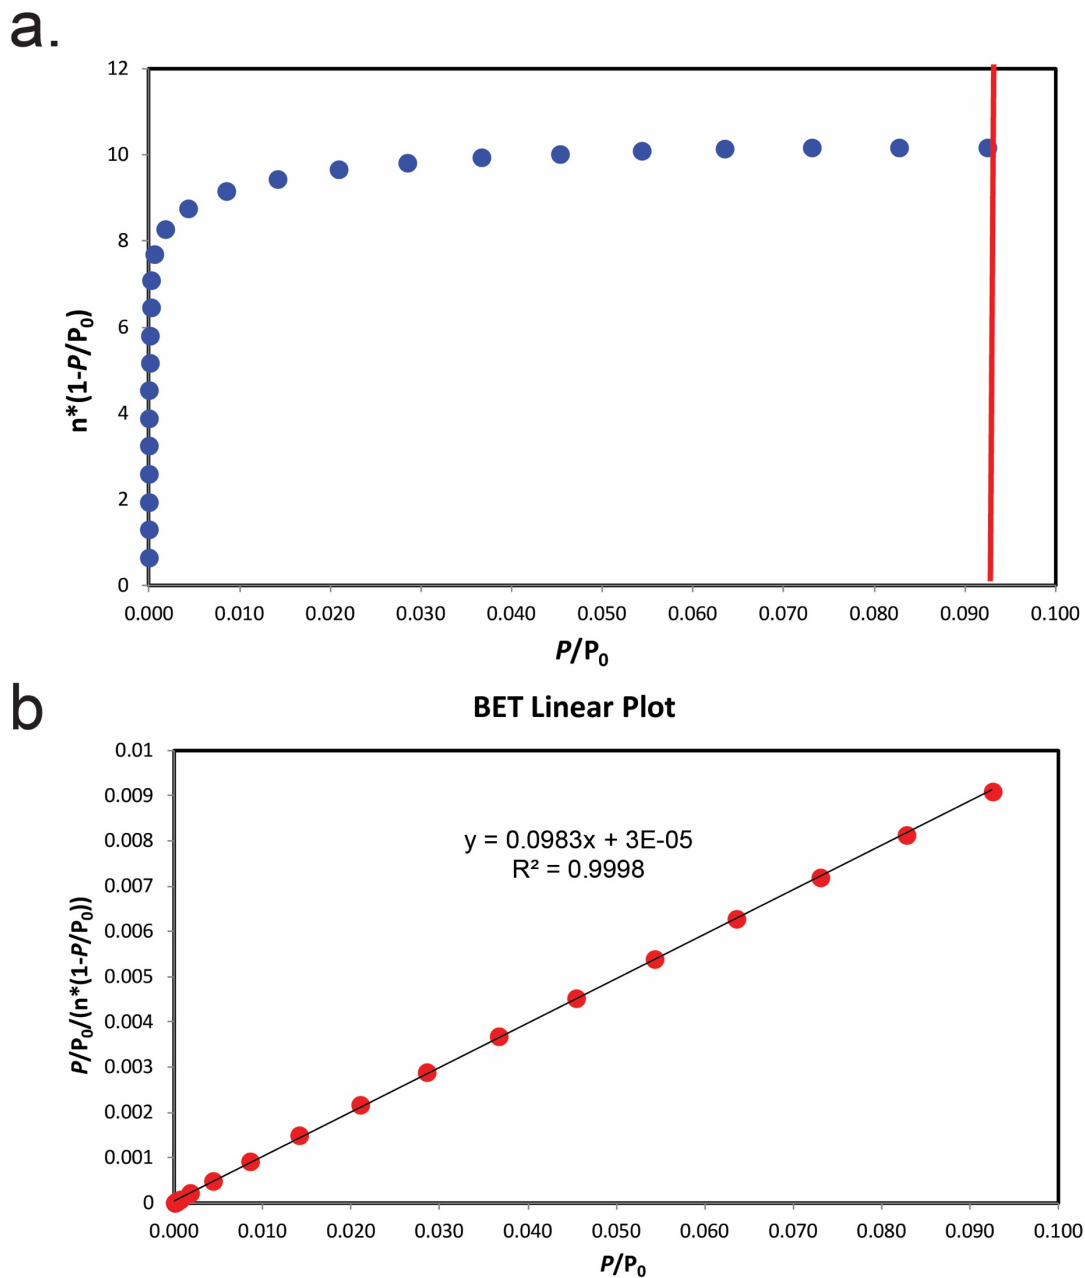 a.
12
10
8
6
4
2
0
n*(1-P/P₀)
0.000 0.010 0.020 0.030 0.040 0.050 0.060 0.070 0.080 0.090 0.100
P/P₀
b
BET Linear Plot
0.01
0.009
0.008
0.007
0.006
0.005
0.004
0.003
0.002
0.001
0
P/P₀/(n*(1-P/P₀))
y = 0.0983x + 3E-05
R² = 0.9998
0.000 0.010 0.020 0.030 0.040 0.050 0.060 0.070 0.080 0.090 0.100
P/P₀